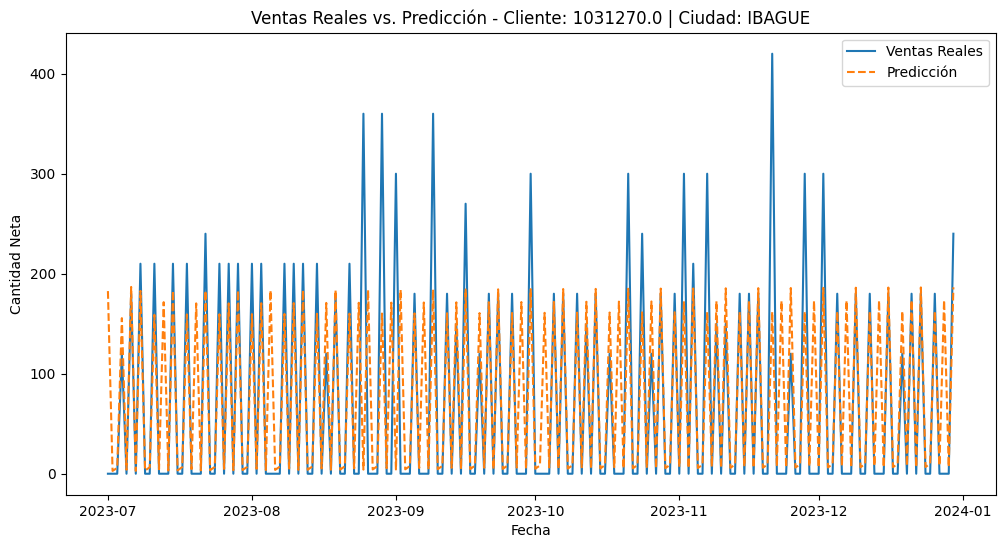 Ventas Reales vs. Predicción - Cliente: 1031270.0 | Ciudad: IBAGUE
Ventas Reales
Predicción
Cantidad Neta
400
300
200
100
0
2023-07
2023-08
2023-09
2023-10
2023-11
2023-12
2024-01
Fecha